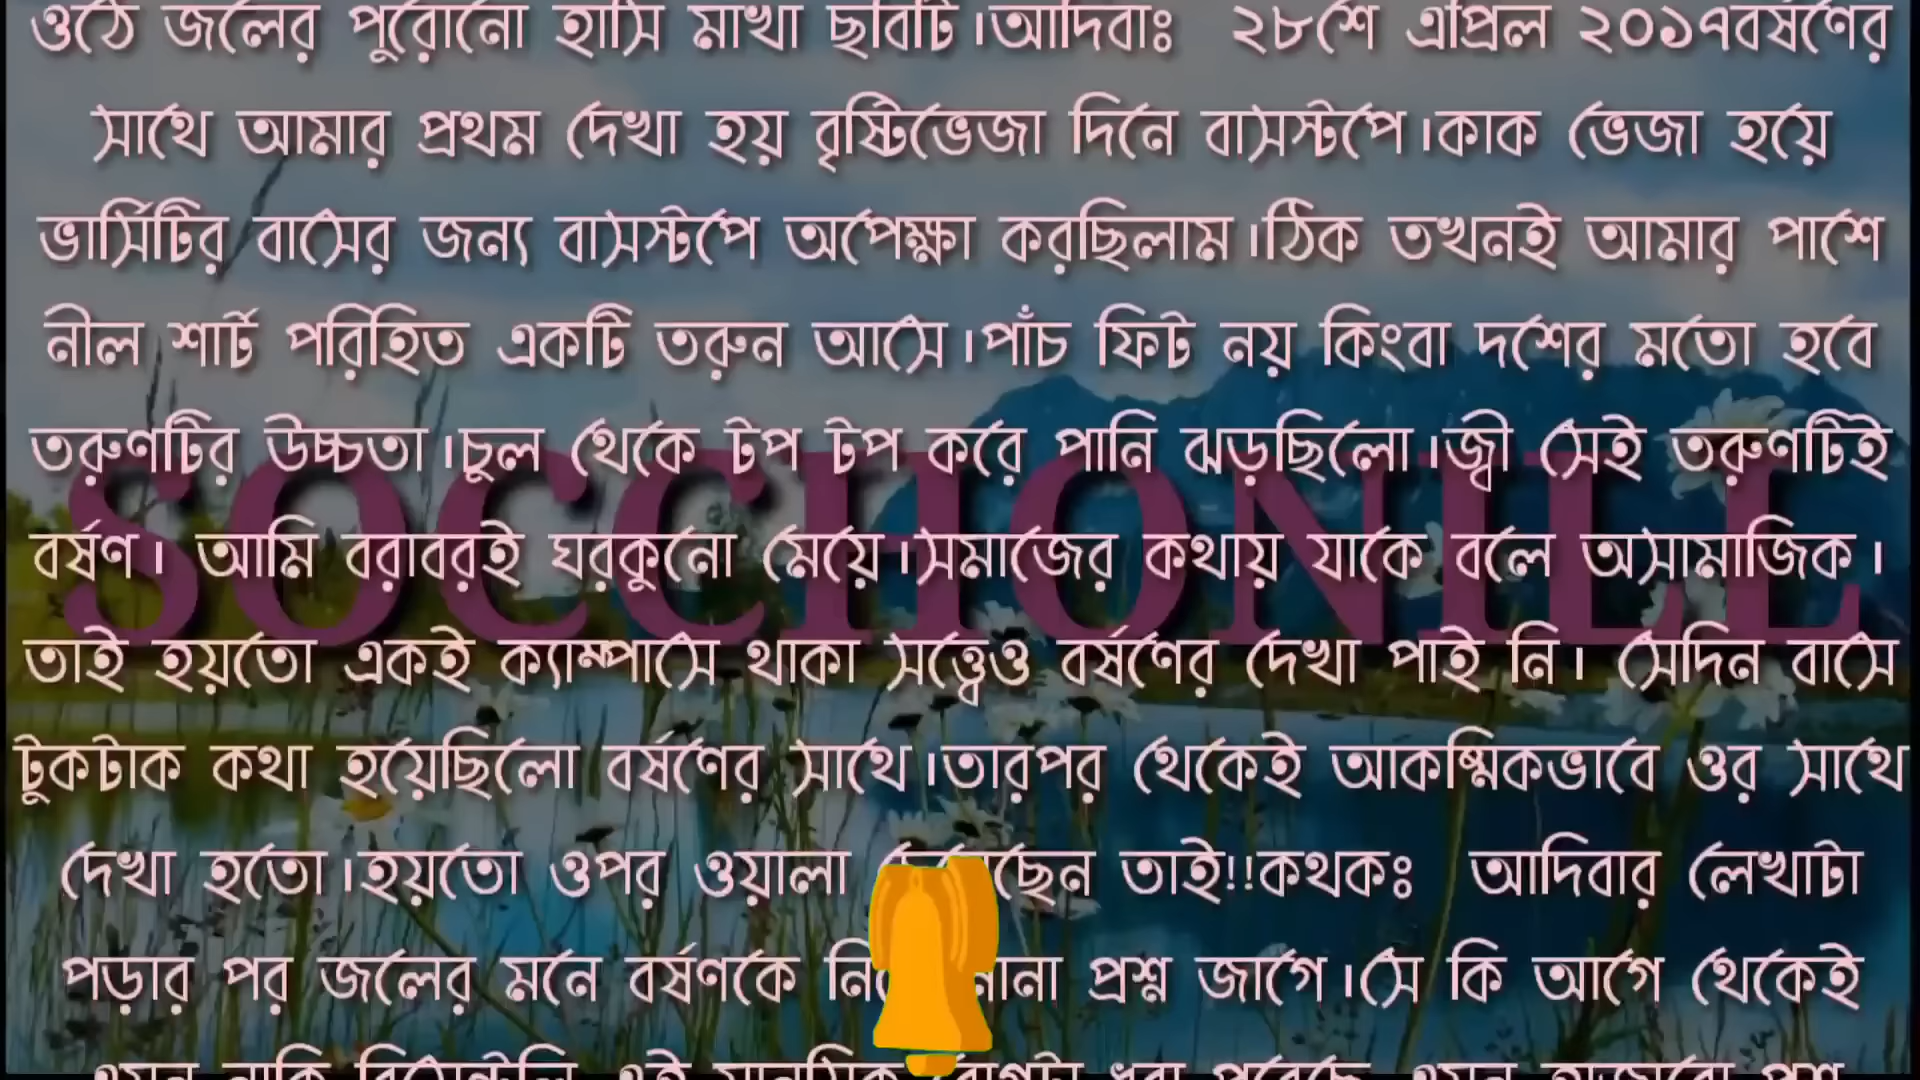 ওঠে জলের পুরোনো হাসি মাখা ছবিটি।আদিবাঃ ২৮শে এপ্রিল ২০১৭বর্ষণের
সাথে আমার প্রথম দেখা হয় বৃষ্টিভেজা দিনে বাসস্টপে।কাক ভেজা হয়ে
ভার্সিটির বাসের জন্য বাসস্টপে অপেক্ষা করছিলাম।ঠিক তখনই আমার পাশে
নীল শার্ট পরিহিত একটি তরুন আসে।পাঁচ ফিট নয় কিংবা দশের মতো হবে
তরুণটির উচ্চতা।চুল থেকে টপ টপ করে পানি ঝড়ছিলো।জ্বী সেই তরুণটিই
SOCCHONILL
বর্ষণ। আমি বরাবরই ঘরকুনো মেয়ে।সমাজের কথায় যাকে বলে অসামাজিক।
তাই হয়তো একই ক্যাম্পাসে থাকা সত্ত্বেও বর্ষণের দেখা পাই নি। সেদিন বাসে
টুকটাক কথা হয়েছিলো বর্ষণের সাথে।তারপর থেকেই আকষ্মিকভাবে ওর সাথে
দেখা হতো।হয়তো ওপর ওয়ালা তাই!!কথকঃ আদিবার লেখাটা
পড়ার পর জলের মনে বর্ষণকে প্রশ্ন জাগে।সে কি আগে থেকেই